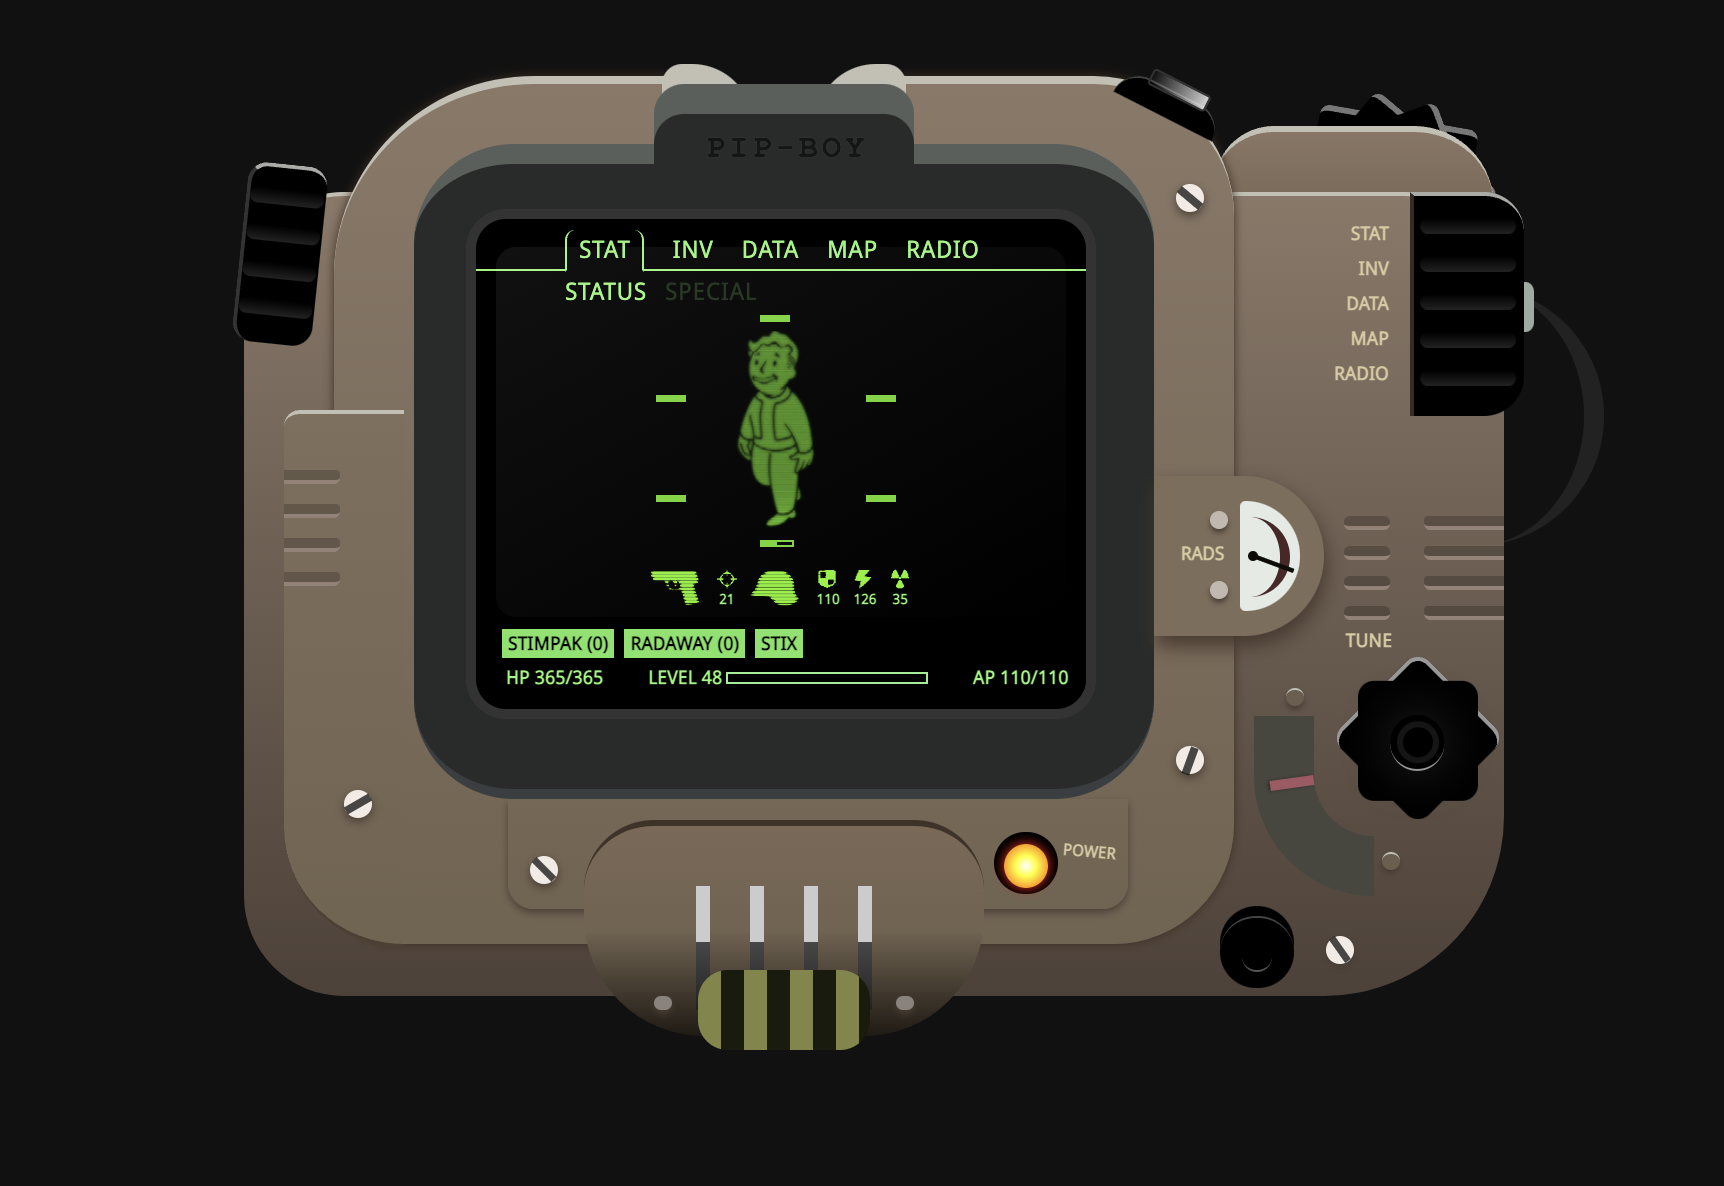 PIP-BOY
STAT INV DATA MAP RADIO
STATUS SPECIAL
21 110 126 35
STIMPAK (0) RADAWAY (0) STIX
HP 365/365 LEVEL 48 AP 110/110
STAT
INV
DATA
MAP
RADIO
RADS
TUNE
POWER